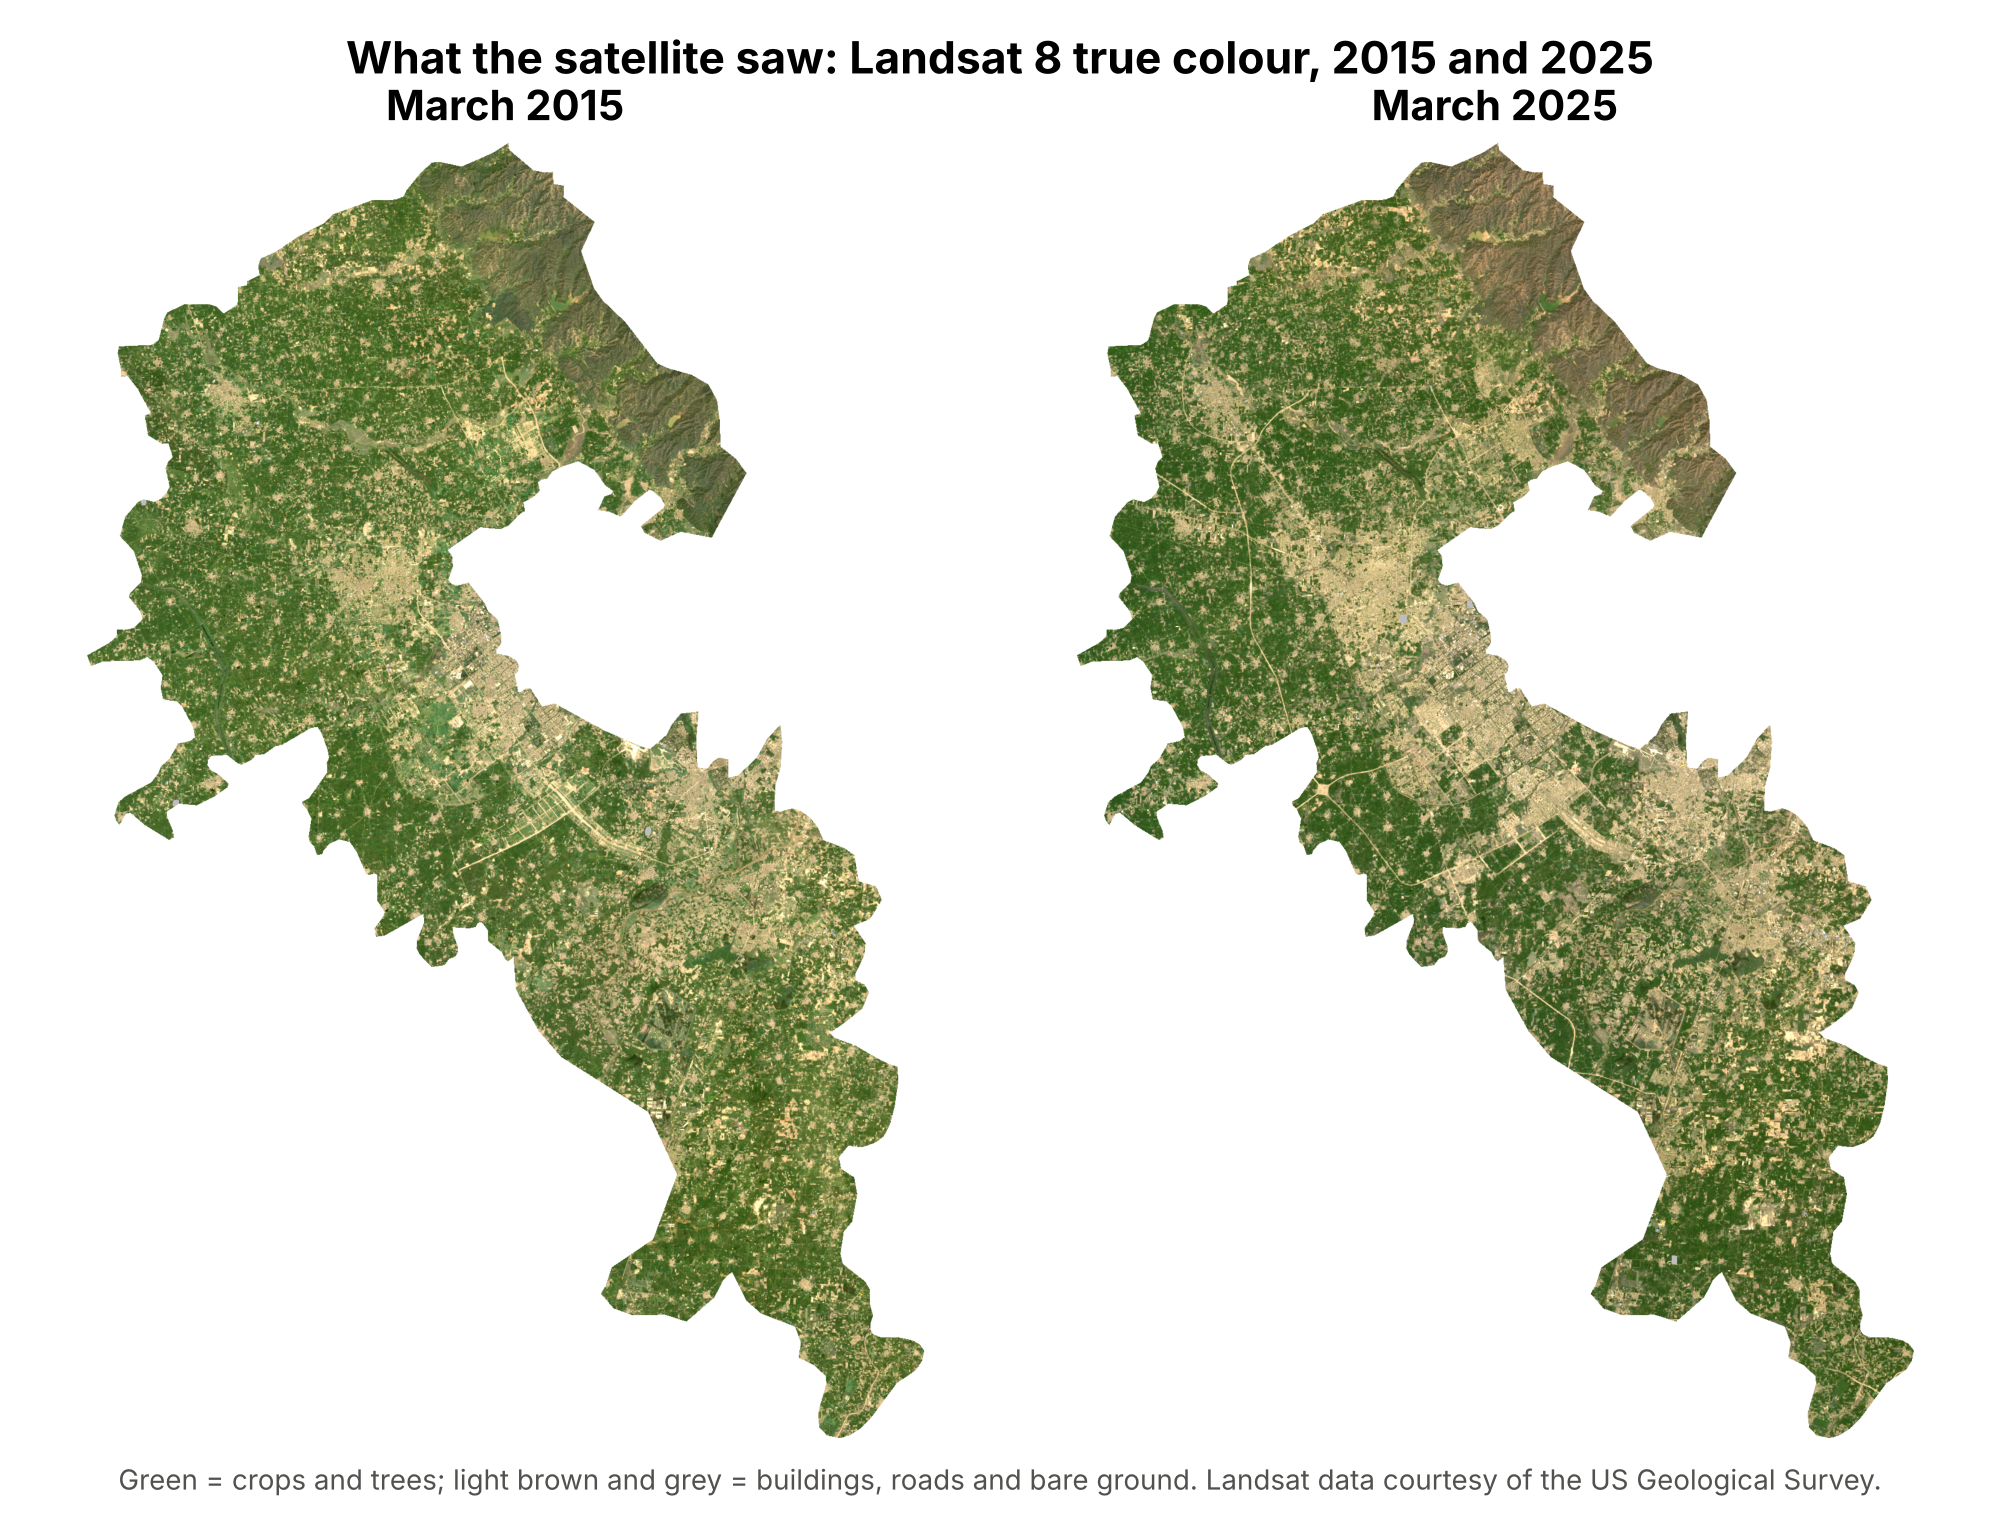 What the satellite saw: Landsat 8 true colour, 2015 and 2025
March 2015
March 2025
Green = crops and trees; light brown and grey = buildings, roads and bare ground. Landsat data courtesy of the US Geological Survey.